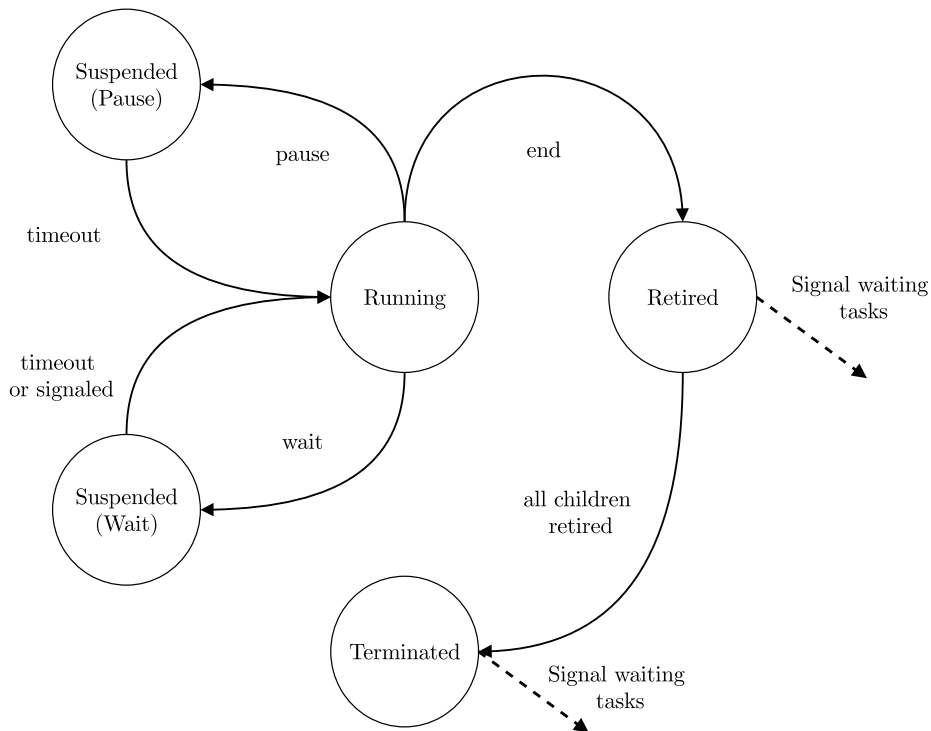 Suspended
(Pause)
pause
end
timeout
Running
Retired
Signal waiting
tasks
timeout
or signaled
wait
Suspended
(Wait)
all children
retired
Terminated
Signal waiting
tasks